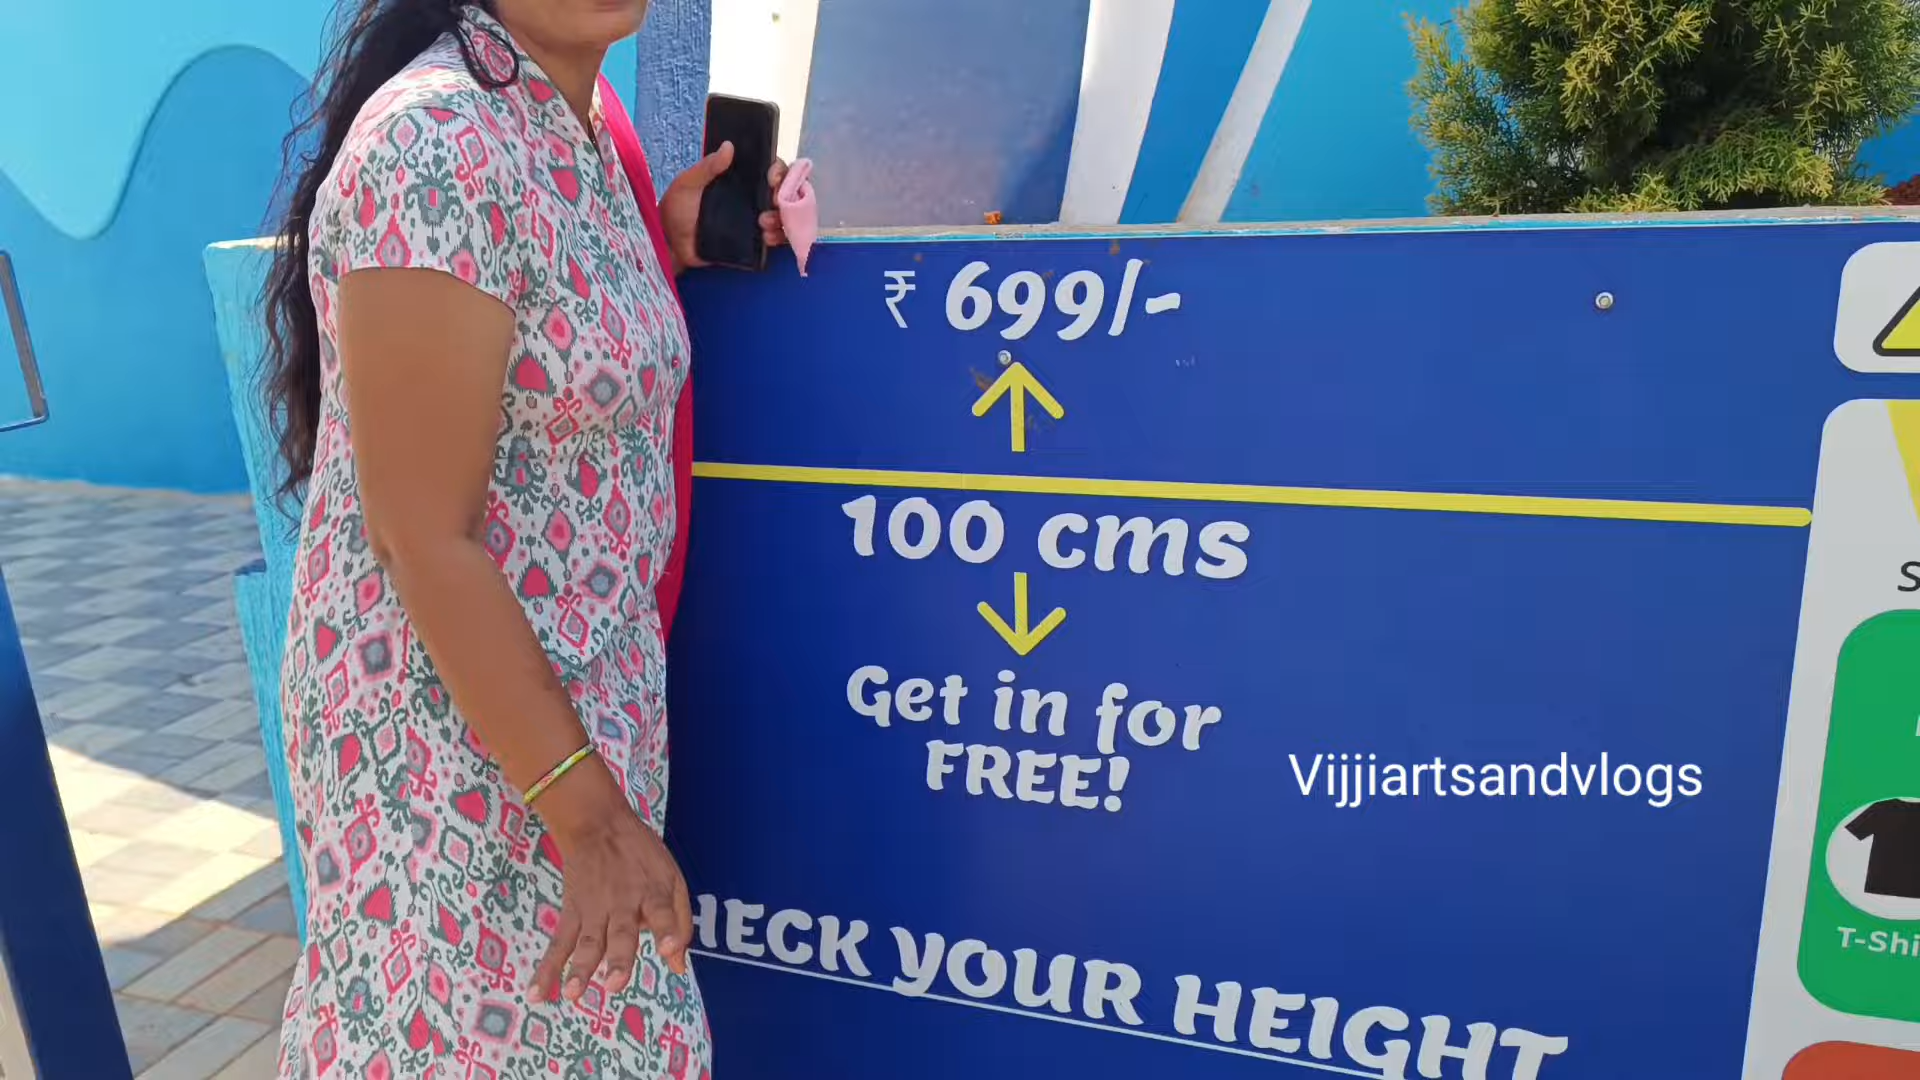 ₹ 699/-
100 cms
Get in for
FREE!
HECK YOUR HEIGHT
Vijjiartsandvlogs
T-Shi